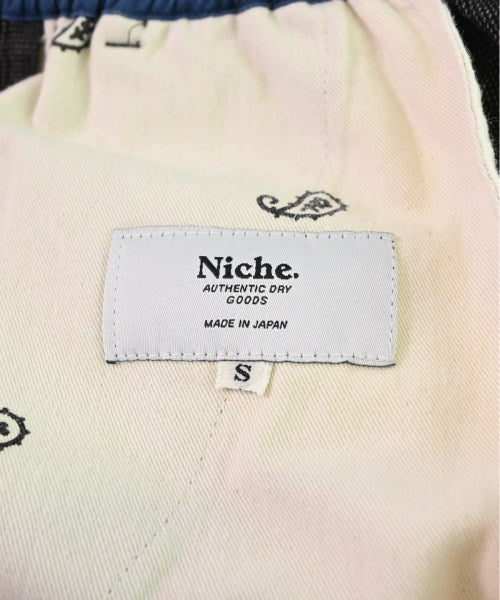 Niche.
AUTHENTIC DRY
GOODS
MADE IN JAPAN
S